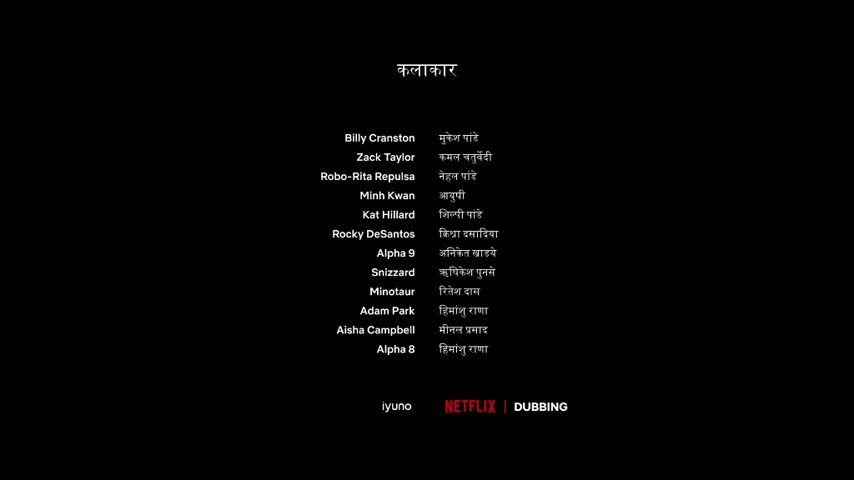 कलाकार
Billy Cranston मुकेश पांडे
Zack Taylor कमल चतुर्वेदी
Robo-Rita Repulsa नेहल पांडे
Minh Kwan आयुषी
Kat Hillard शिल्पी पांडे
Rocky DeSantos क्रिश्ना दसादिया
Alpha 9 अनिकेत खाडये
Snizzard ऋषिकेश पुनसे
Minotaur रितेश दास
Adam Park हिमांशु राणा
Aisha Campbell मीनल प्रसाद
Alpha 8 हिमांशु राणा
iyuno NETFLIX | DUBBING